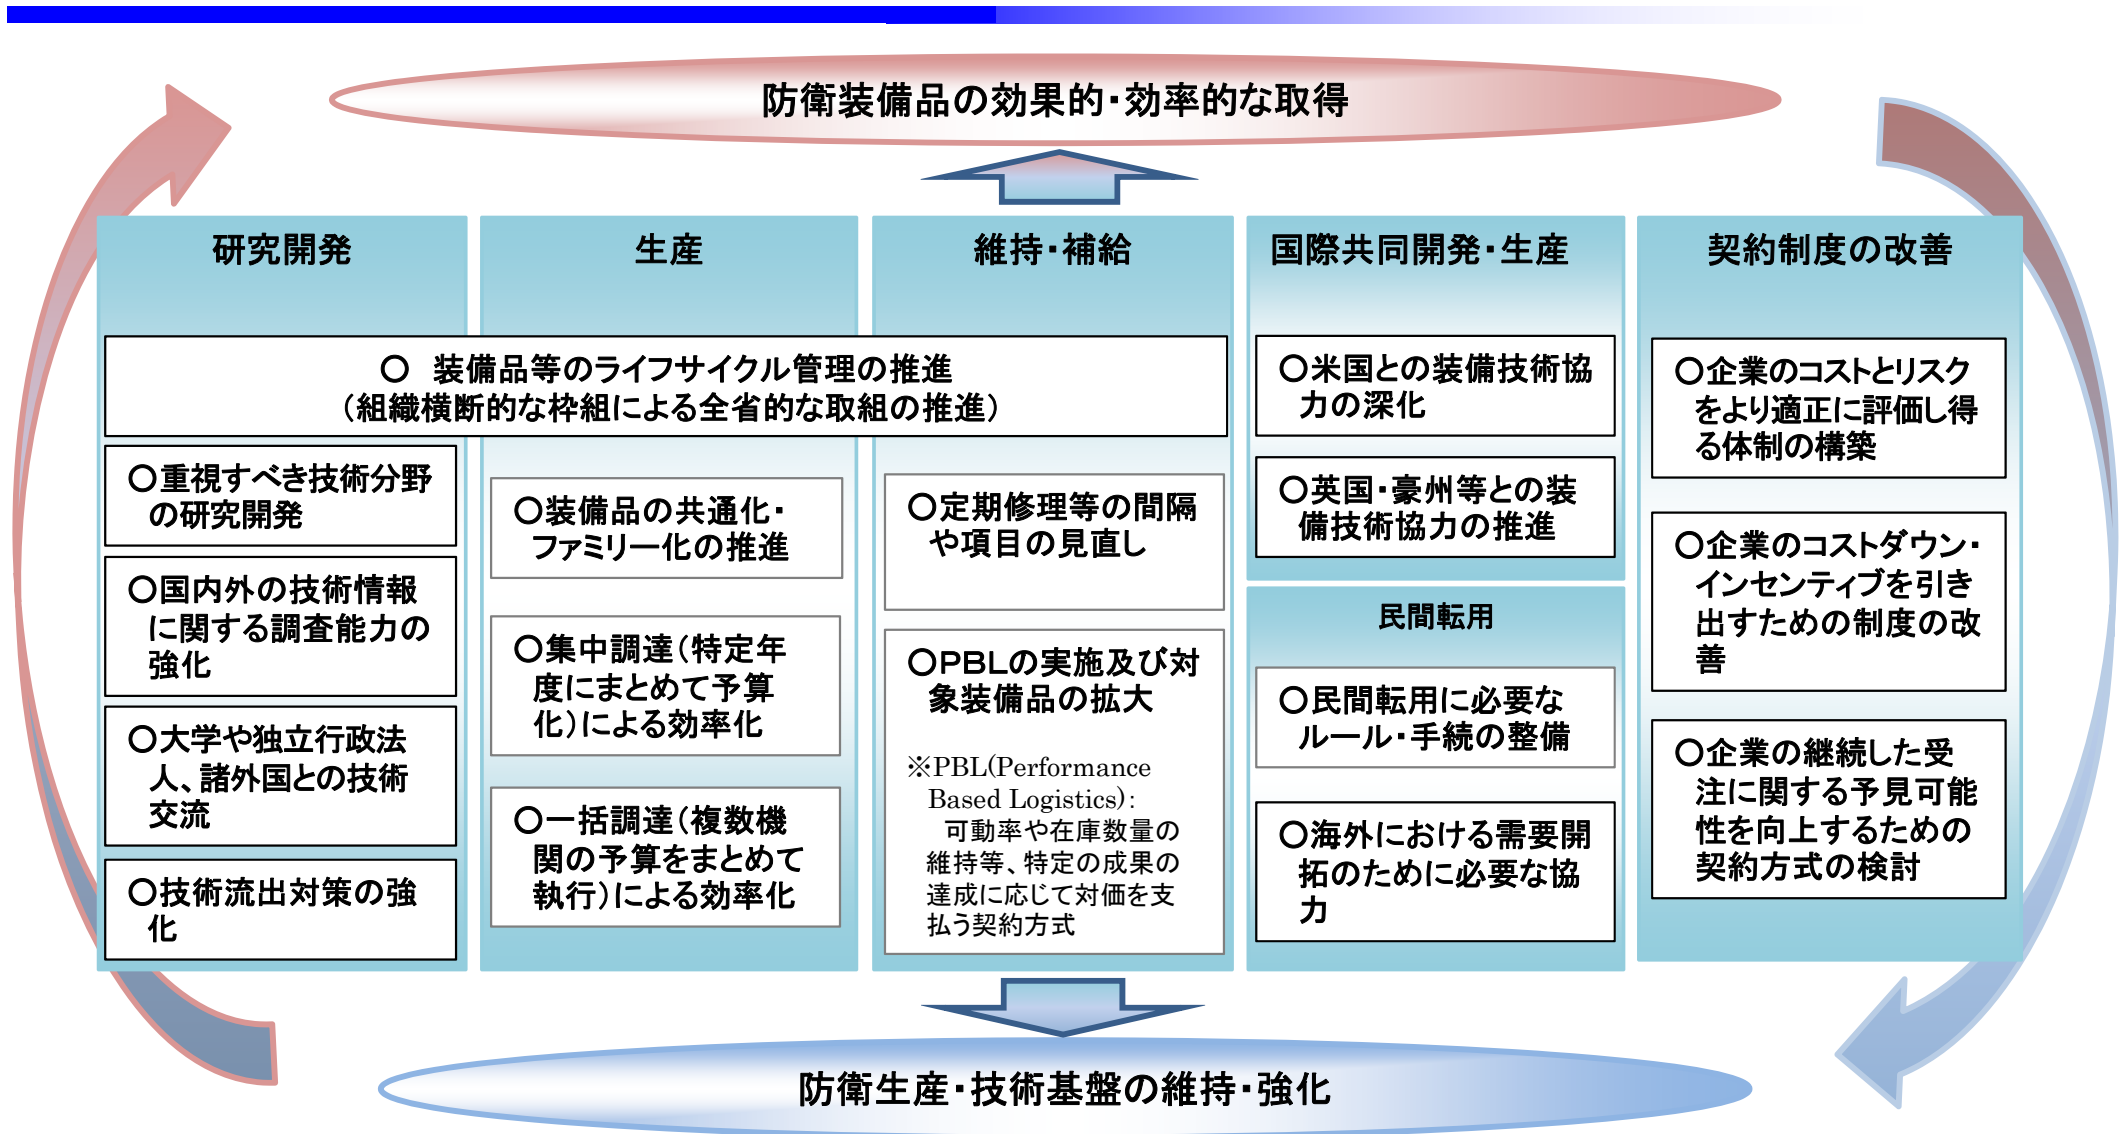 防衛装備品の効果的・効率的な取得
研究開発
生産
維持・補給
国際共同開発・生産
契約制度の改善
〇　装備品等のライフサイクル管理の推進
（組織横断的な枠組による全省的な取組の推進）
〇重視すべき技術分野
の研究開発
〇国内外の技術情報
に関する調査能力の
強化
〇大学や独立行政法
人、諸外国との技術
交流
〇技術流出対策の強
化
〇装備品の共通化・
ファミリー化の推進
〇集中調達（特定年
度にまとめて予算
化）による効率化
〇一括調達（複数機
関の予算をまとめて
執行）による効率化
〇定期修理等の間隔
や項目の見直し
〇ＰＢＬの実施及び対
象装備品の拡大
※PBL(Performance
Based Logistics)：
可動率や在庫数量の
維持等、特定の成果の
達成に応じて対価を支
払う契約方式
〇米国との装備技術協
力の深化
〇英国・豪州等との装
備技術協力の推進
民間転用
〇民間転用に必要な
ルール・手続の整備
〇海外における需要開
拓のために必要な協
力
〇企業のコストとリスク
をより適正に評価し得
る体制の構築
〇企業のコストダウン・
インセンティブを引き
出すための制度の改
善
〇企業の継続した受
注に関する予見可能
性を向上するための
契約方式の検討
防衛生産・技術基盤の維持・強化